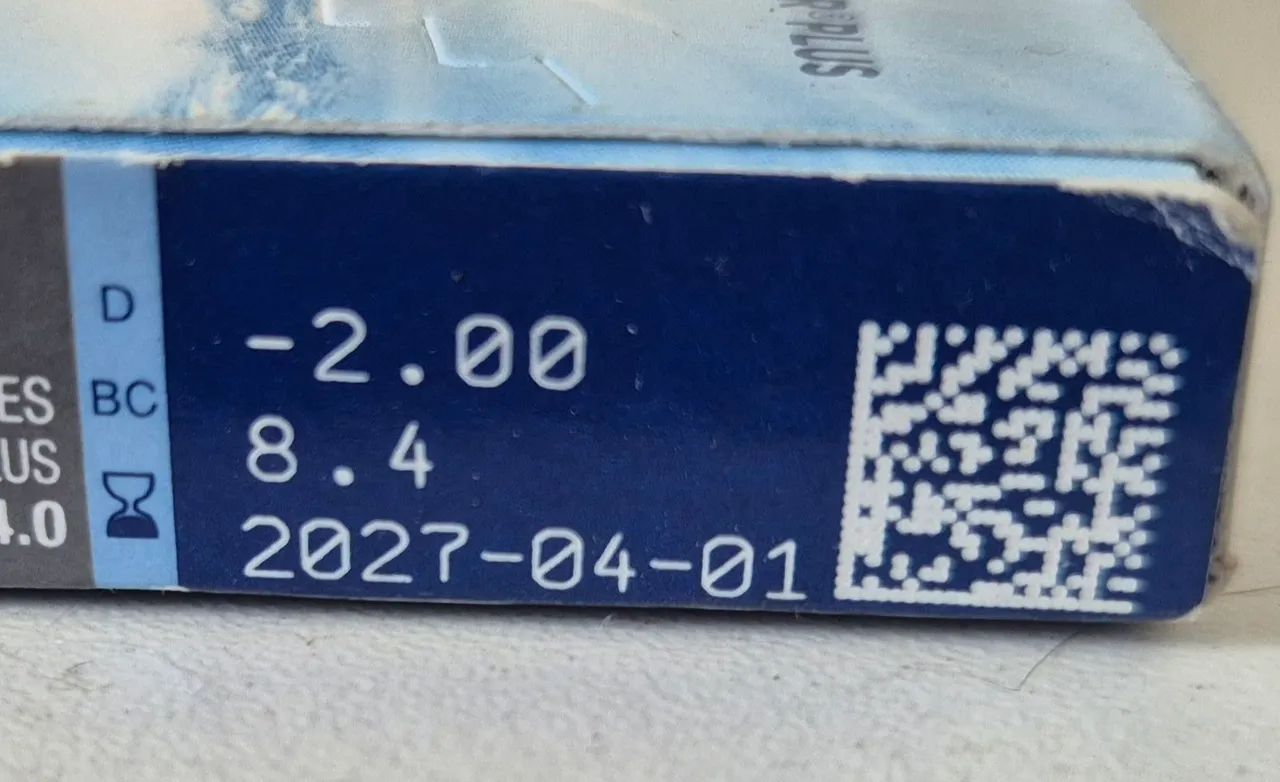 PLUS
D -2.00
ES BC 8.4
LUS
4.0 2027-04-01